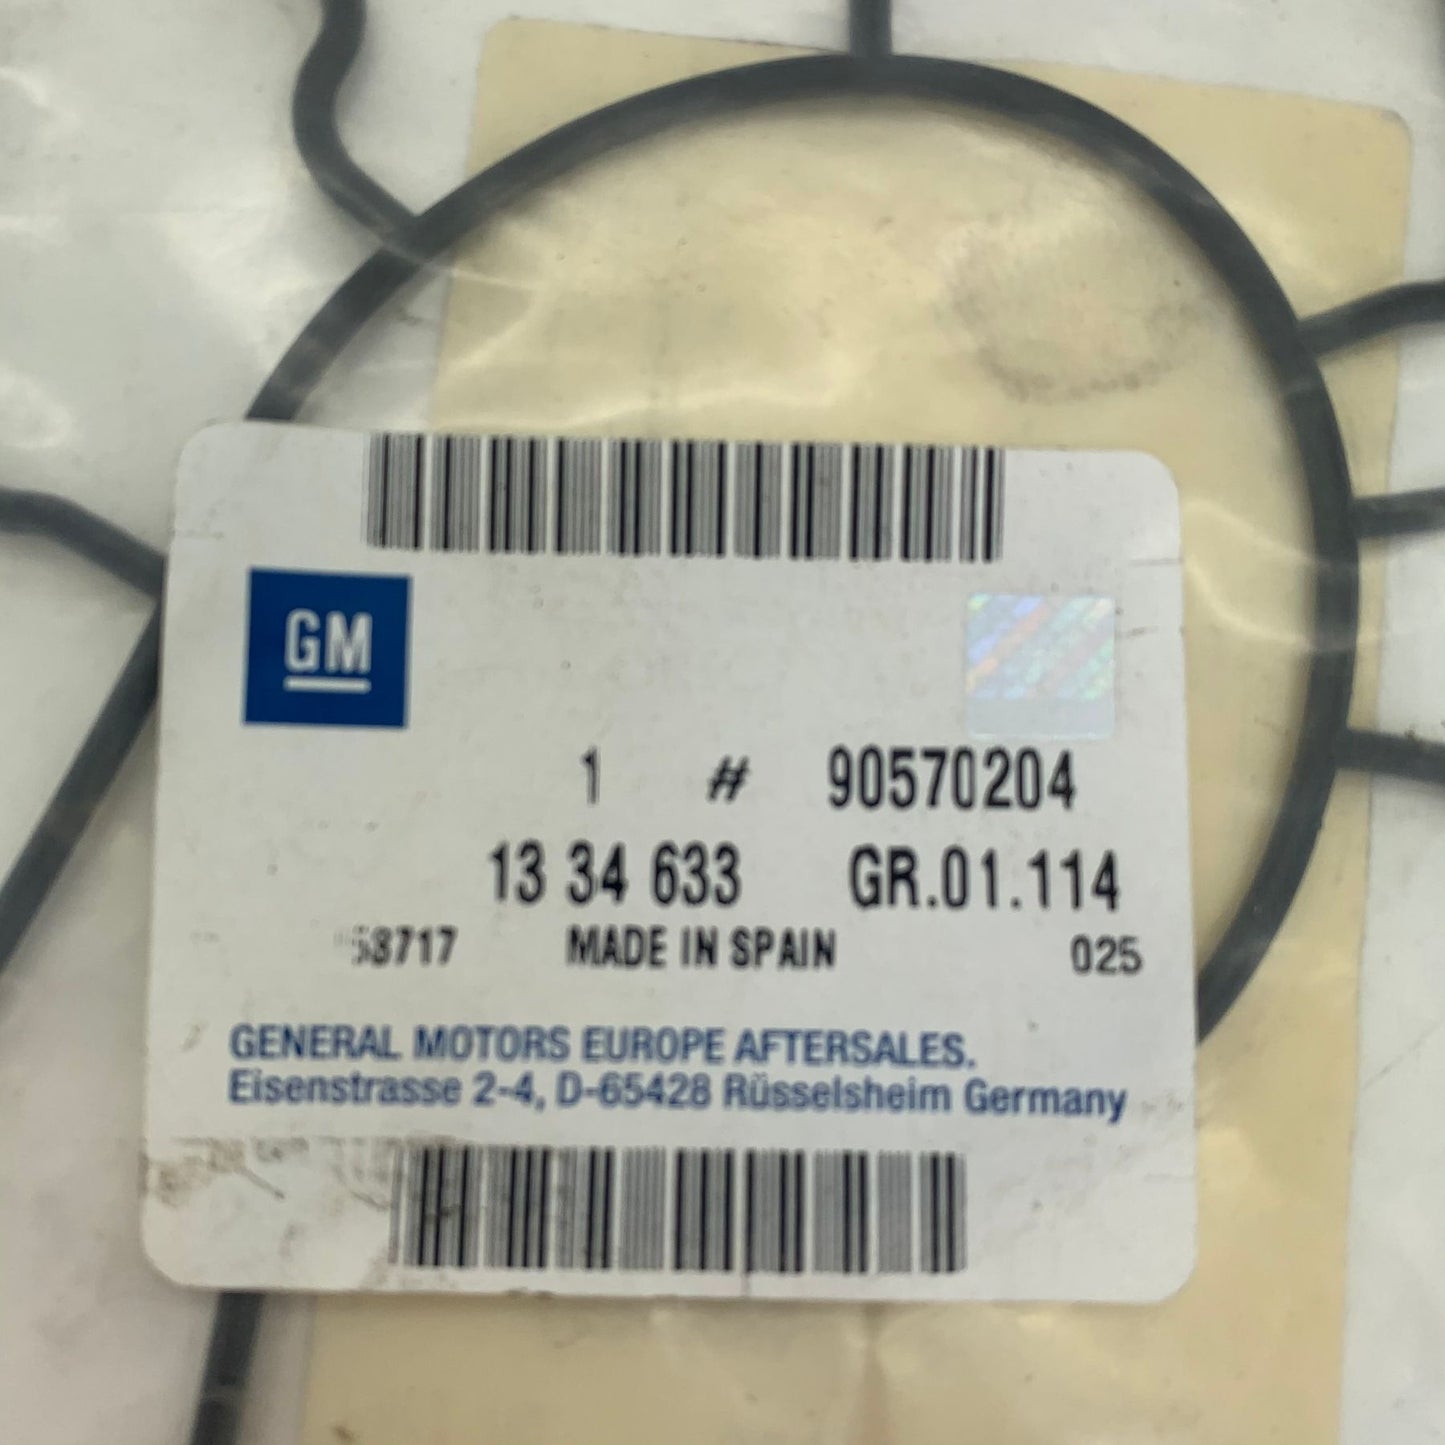 GM
1 # 90570204
13 34 633 GR.01.114
MADE IN SPAIN 025
GENERAL MOTORS EUROPE AFTERSALES.
Eisenstrasse 2-4, D-65428 Rüsselsheim Germany